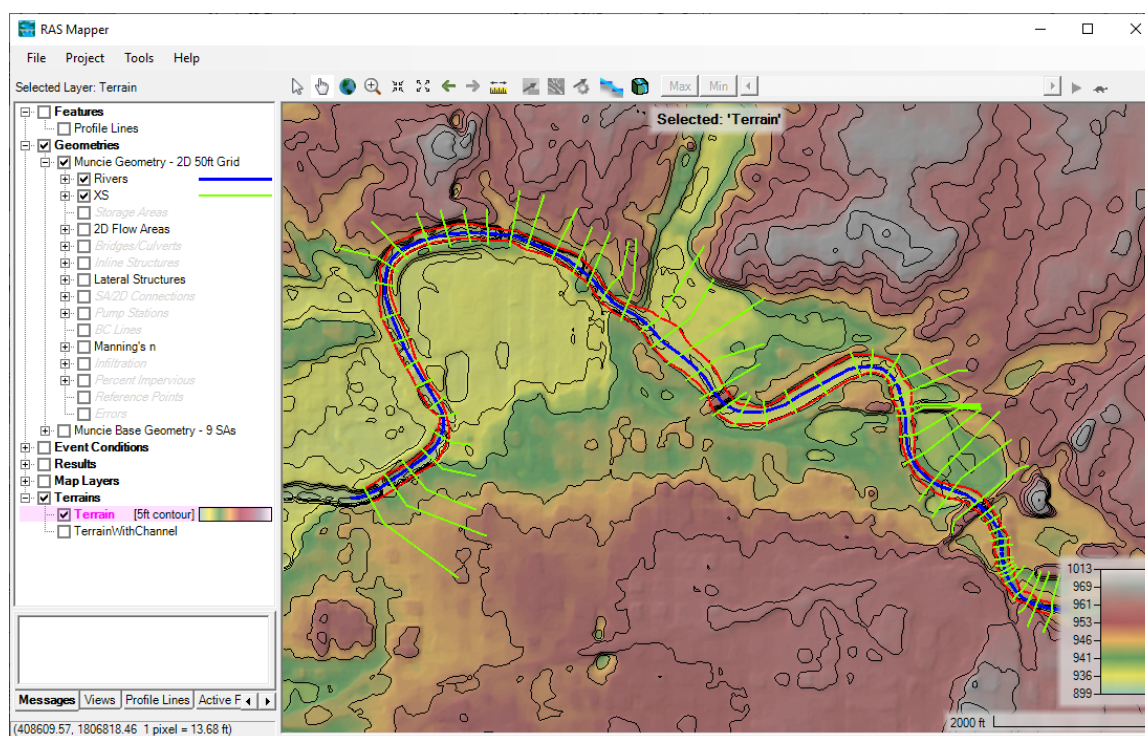 RAS Mapper
File Project Tools Help
Selected Layer: Terrain
Max Min
Selected: 'Terrain'
Features
Profile Lines
Geometries
Muncie Geometry - 2D 50ft Grid
Rivers
XS
Storage Areas
2D Flow Areas
Bridges/Culverts
Inline Structures
Lateral Structures
SA/2D Connections
Pump Stations
BC Lines
Manning's n
Infiltration
Percent Impervious
Reference Points
Errors
Muncie Base Geometry - 9 SAs
Event Conditions
Results
Map Layers
Terrains
Terrain [5ft contour]
TerrainWithChannel
1013
969
961
953
946
941
936
899
2000 ft
Messages Views Profile Lines Active F
(408609.57, 1806818.46 1 pixel = 13.68 ft)